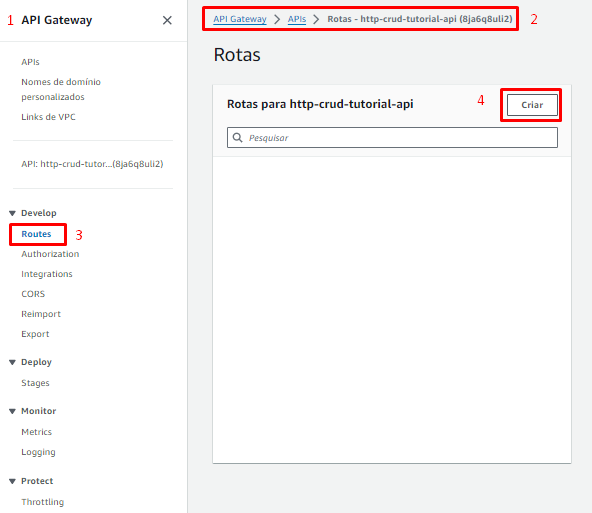 1 API Gateway
APIs
Nomes de domínio
personalizados
Links de VPC
API: http-crud-tutor...(8ja6q8uli2)
Develop
Routes 3
Authorization
Integrations
CORS
Reimport
Export
Deploy
Stages
Monitor
Metrics
Logging
Protect
Throttling
API Gateway > APIs > Rotas - http-crud-tutorial-api (8ja6q8uli2) 2
Rotas
Rotas para http-crud-tutorial-api 4 Criar
Pesquisar